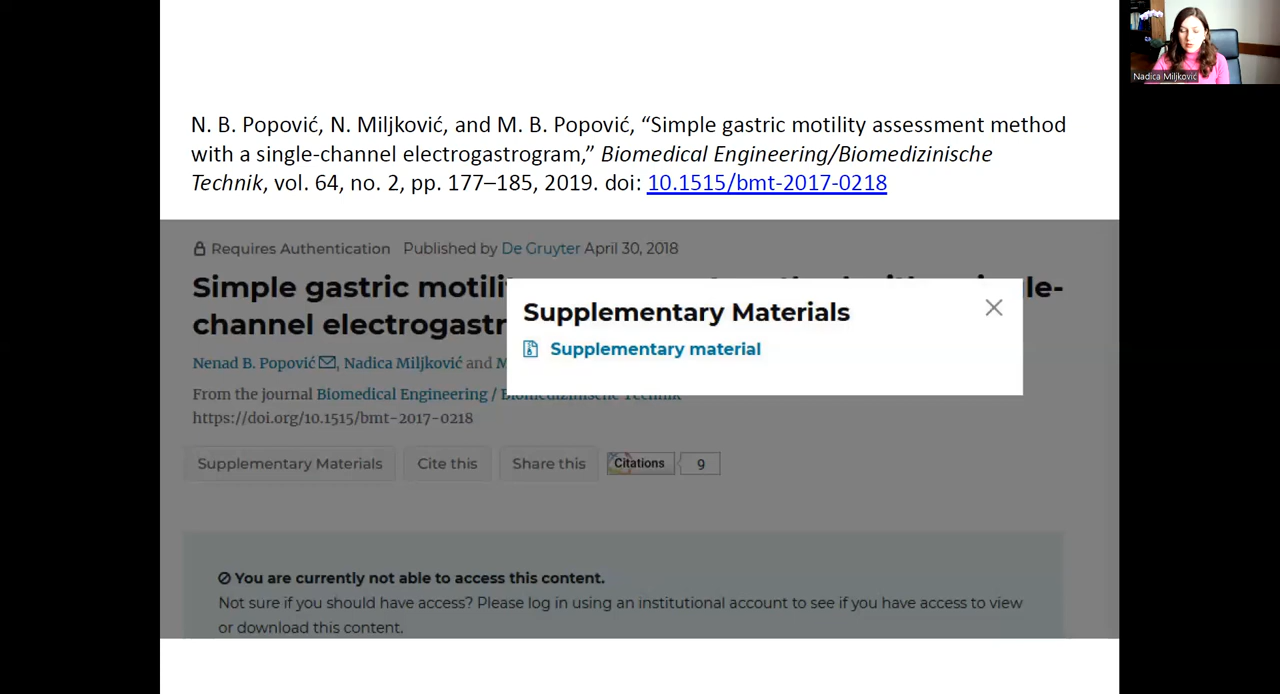 N. B. Popović, N. Miljković, and M. B. Popović, “Simple gastric motility assessment method
with a single-channel electrogastrogram,” Biomedical Engineering/Biomedizinische
Technik, vol. 64, no. 2, pp. 177–185, 2019. doi: 10.1515/bmt-2017-0218
Requires Authentication Published by De Gruyter April 30, 2018
Simple gastric motili
le-
channel electrogastr
Supplementary Materials
Supplementary material
Nenad B. Popović, Nadica Miljković and M
From the journal Biomedical Engineering / Biomedizinische Technik
https://doi.org/10.1515/bmt-2017-0218
Supplementary Materials Cite this Share this Citations 9
You are currently not able to access this content.
Not sure if you should have access? Please log in using an institutional account to see if you have access to view
or download this content.
Nadica Miljković